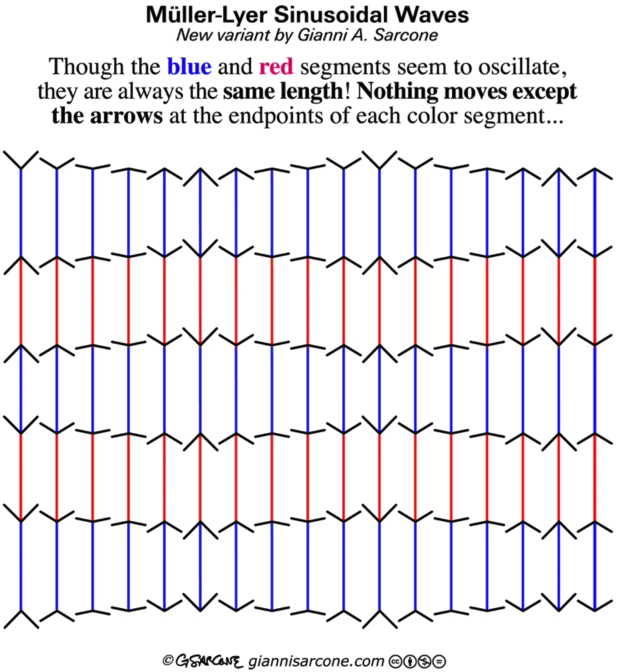 Müller-Lyer Sinusoidal Waves
New variant by Gianni A. Sarcone
Though the blue and red segments seem to oscillate,
they are always the same length! Nothing moves except
the arrows at the endpoints of each color segment...
© G. SARCONE giannisarcone.com